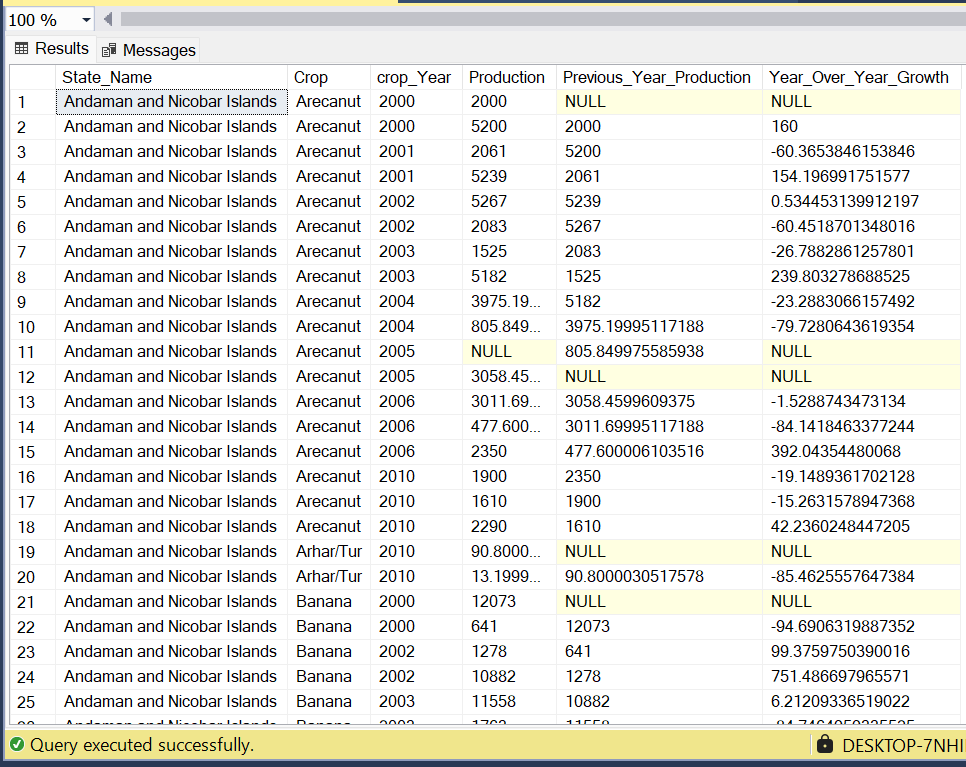 100 %
Results Messages
State_Name Crop crop_Year Production Previous_Year_Production Year_Over_Year_Growth
1 Andaman and Nicobar Islands Arecanut 2000 2000 NULL NULL
2 Andaman and Nicobar Islands Arecanut 2000 5200 2000 160
3 Andaman and Nicobar Islands Arecanut 2001 2061 5200 -60.3653846153846
4 Andaman and Nicobar Islands Arecanut 2001 5239 2061 154.196991751577
5 Andaman and Nicobar Islands Arecanut 2002 5267 5239 0.534453139912197
6 Andaman and Nicobar Islands Arecanut 2002 2083 5267 -60.4518701348016
7 Andaman and Nicobar Islands Arecanut 2003 1525 2083 -26.7882861257801
8 Andaman and Nicobar Islands Arecanut 2003 5182 1525 239.803278688525
9 Andaman and Nicobar Islands Arecanut 2004 3975.19... 5182 -23.2883066157492
10 Andaman and Nicobar Islands Arecanut 2004 805.849... 3975.19995117188 -79.7280643619354
11 Andaman and Nicobar Islands Arecanut 2005 NULL 805.849975585938 NULL
12 Andaman and Nicobar Islands Arecanut 2005 3058.45... NULL NULL
13 Andaman and Nicobar Islands Arecanut 2006 3011.69... 3058.4599609375 -1.5288743473134
14 Andaman and Nicobar Islands Arecanut 2006 477.600... 3011.69995117188 -84.1418463377244
15 Andaman and Nicobar Islands Arecanut 2006 2350 477.600006103516 392.04354480068
16 Andaman and Nicobar Islands Arecanut 2010 1900 2350 -19.1489361702128
17 Andaman and Nicobar Islands Arecanut 2010 1610 1900 -15.2631578947368
18 Andaman and Nicobar Islands Arecanut 2010 2290 1610 42.2360248447205
19 Andaman and Nicobar Islands Arhar/Tur 2010 90.8000... NULL NULL
20 Andaman and Nicobar Islands Arhar/Tur 2010 13.1999... 90.8000030517578 -85.4625557647384
21 Andaman and Nicobar Islands Banana 2000 12073 NULL NULL
22 Andaman and Nicobar Islands Banana 2000 641 12073 -94.6906319887352
23 Andaman and Nicobar Islands Banana 2002 1278 641 99.3759750390016
24 Andaman and Nicobar Islands Banana 2002 10882 1278 751.486697965571
25 Andaman and Nicobar Islands Banana 2003 11558 10882 6.21209336519022
Query executed successfully. DESKTOP-7NHI